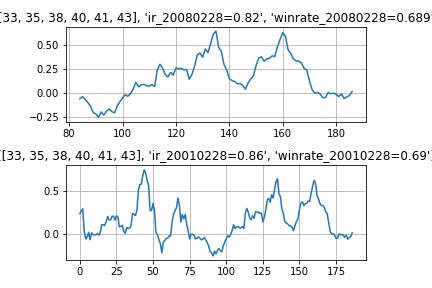 [33, 35, 38, 40, 41, 43], 'ir_20080228=0.82', 'winrate_20080228=0.689'
0.50
0.25
0.00
−0.25
80 100 120 140 160 180
[[33, 35, 38, 40, 41, 43], 'ir_20010228=0.86', 'winrate_20010228=0.69']
0.5
0.0
0 25 50 75 100 125 150 175